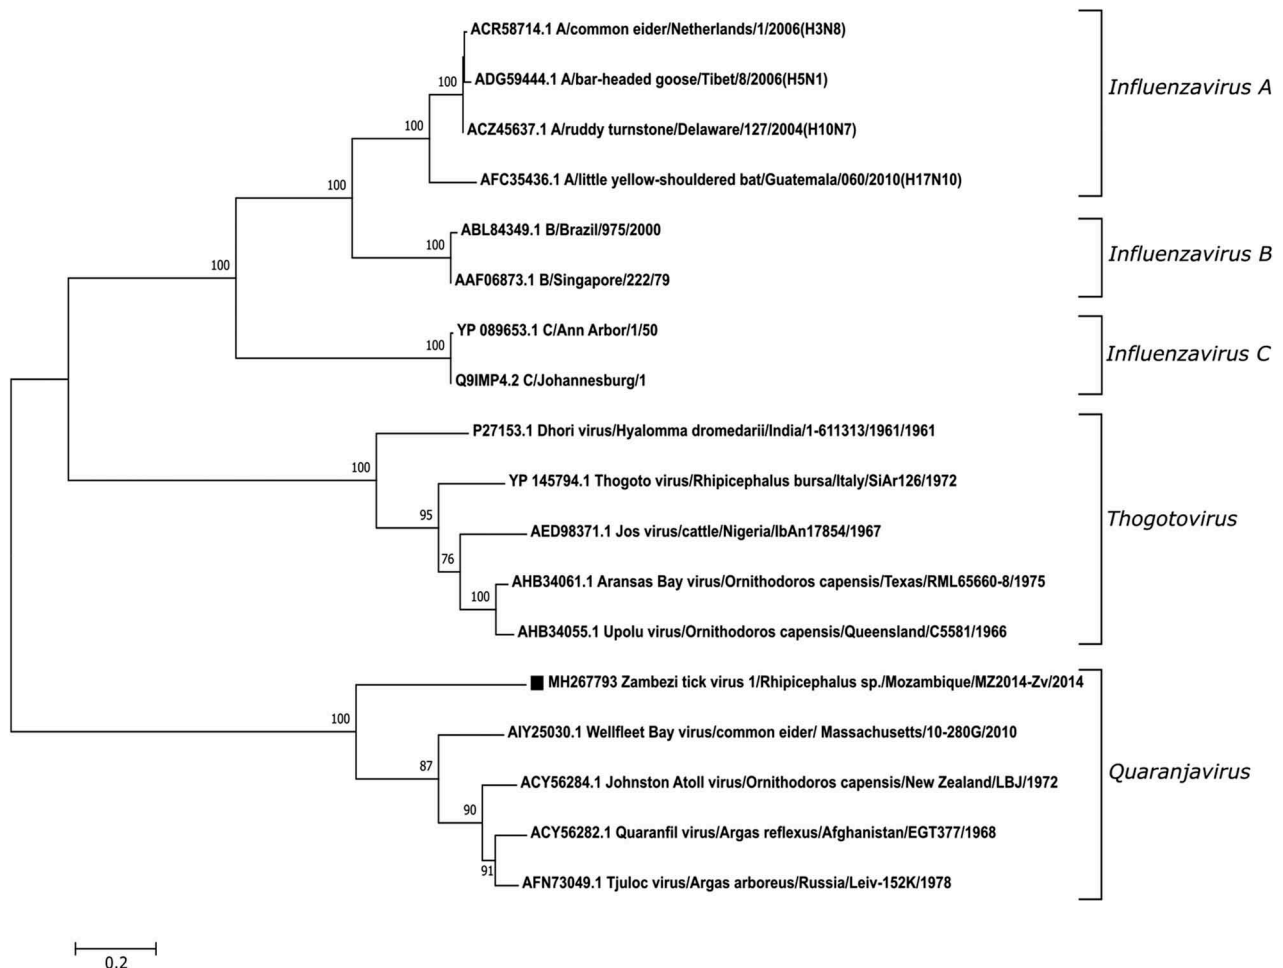 ACR58714.1 A/common eider/Netherlands/1/2006(H3N8)
100
ADG59444.1 A/bar-headed goose/Tibet/8/2006(H5N1)
Influenzavirus A
100
ACZ45637.1 A/ruddy turnstone/Delaware/127/2004(H10N7)
100
AFC35436.1 A/little yellow-shouldered bat/Guatemala/060/2010(H17N10)
ABL84349.1 B/Brazil/975/2000
100
Influenzavirus B
100
AAF06873.1 B/Singapore/222/79
YP 089653.1 C/Ann Arbor/1/50
100
Influenzavirus C
Q9IMP4.2 C/Johannesburg/1
P27153.1 Dhori virus/Hyalomma dromedarii/India/1-611313/1961/1961
100
YP 145794.1 Thogoto virus/Rhipicephalus bursa/Italy/SiAr126/1972
95
Thogotovirus
AED98371.1 Jos virus/cattle/Nigeria/IbAn17854/1967
76
AHB34061.1 Aransas Bay virus/Ornithodoros capensis/Texas/RML65660-8/1975
100
AHB34055.1 Upolu virus/Ornithodoros capensis/Queensland/C5581/1966
MH267793 Zambezi tick virus 1/Rhipicephalus sp./Mozambique/MZ2014-Zv/2014
100
AIY25030.1 Wellfleet Bay virus/common eider/ Massachusetts/10-280G/2010
87
Quaranjavirus
ACY56284.1 Johnston Atoll virus/Ornithodoros capensis/New Zealand/LBJ/1972
90
ACY56282.1 Quaranfil virus/Argas reflexus/Afghanistan/EGT377/1968
91
AFN73049.1 Tjuloc virus/Argas arboreus/Russia/Leiv-152K/1978
0.2